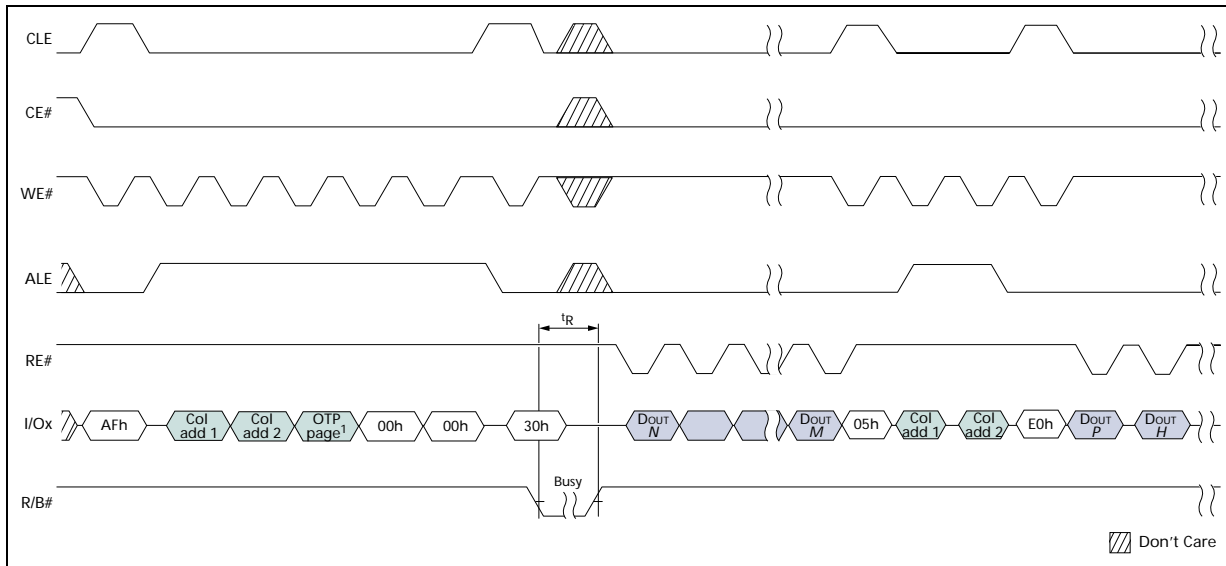 CLE
CE#
WE#
ALE
tR
RE#
I/Ox
AFh
Col
add 1
Col
add 2
OTP
page1
00h
00h
30h
DOUT
N
DOUT
M
05h
Col
add 1
Col
add 2
E0h
DOUT
P
DOUT
H
Busy
R/B#
Don't Care